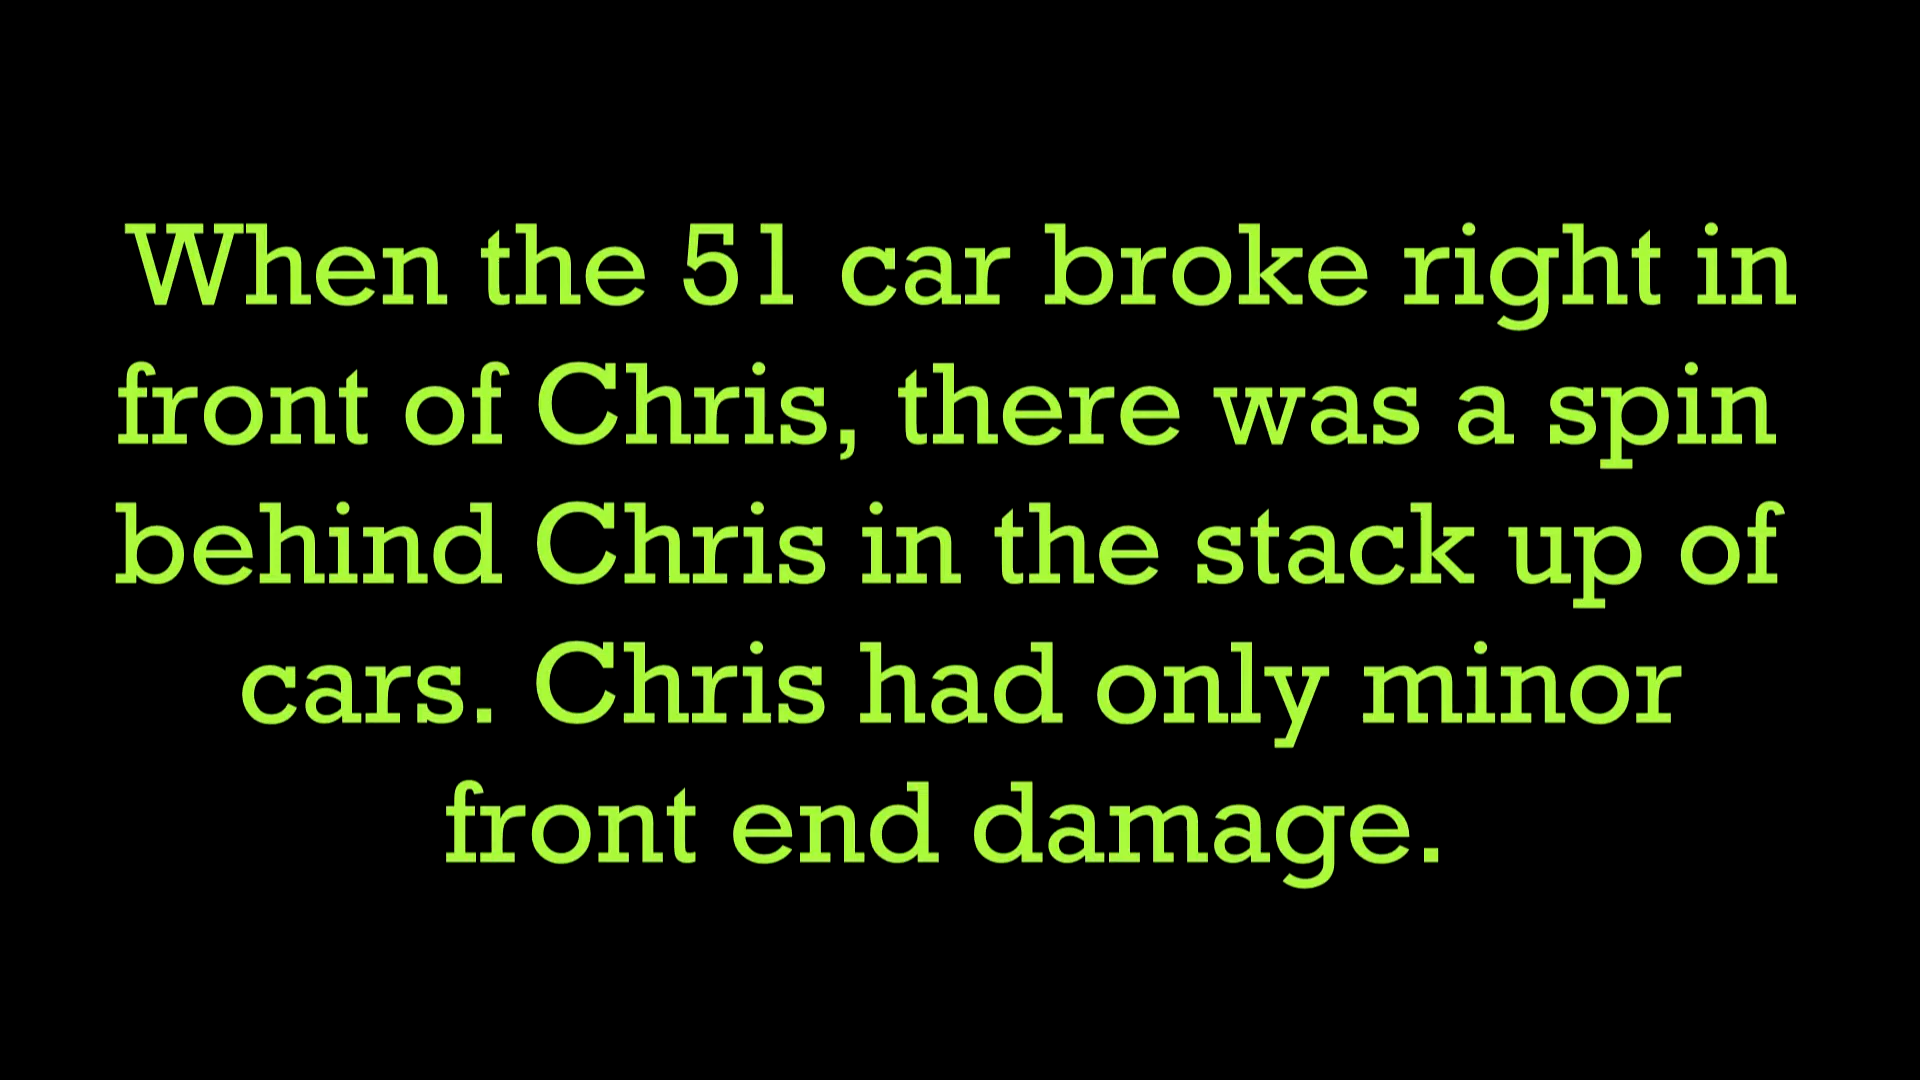 When the 51 car broke right in
front of Chris, there was a spin
behind Chris in the stack up of
cars. Chris had only minor
front end damage.